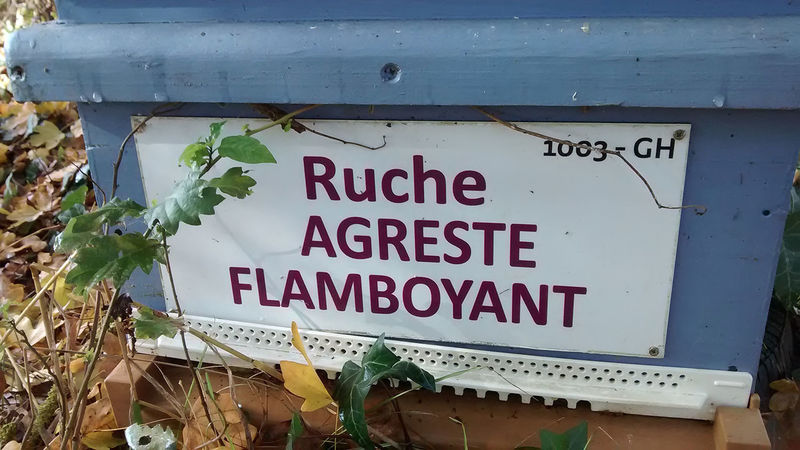 1003 - GH
Ruche
AGRESTE
FLAMBOYANT